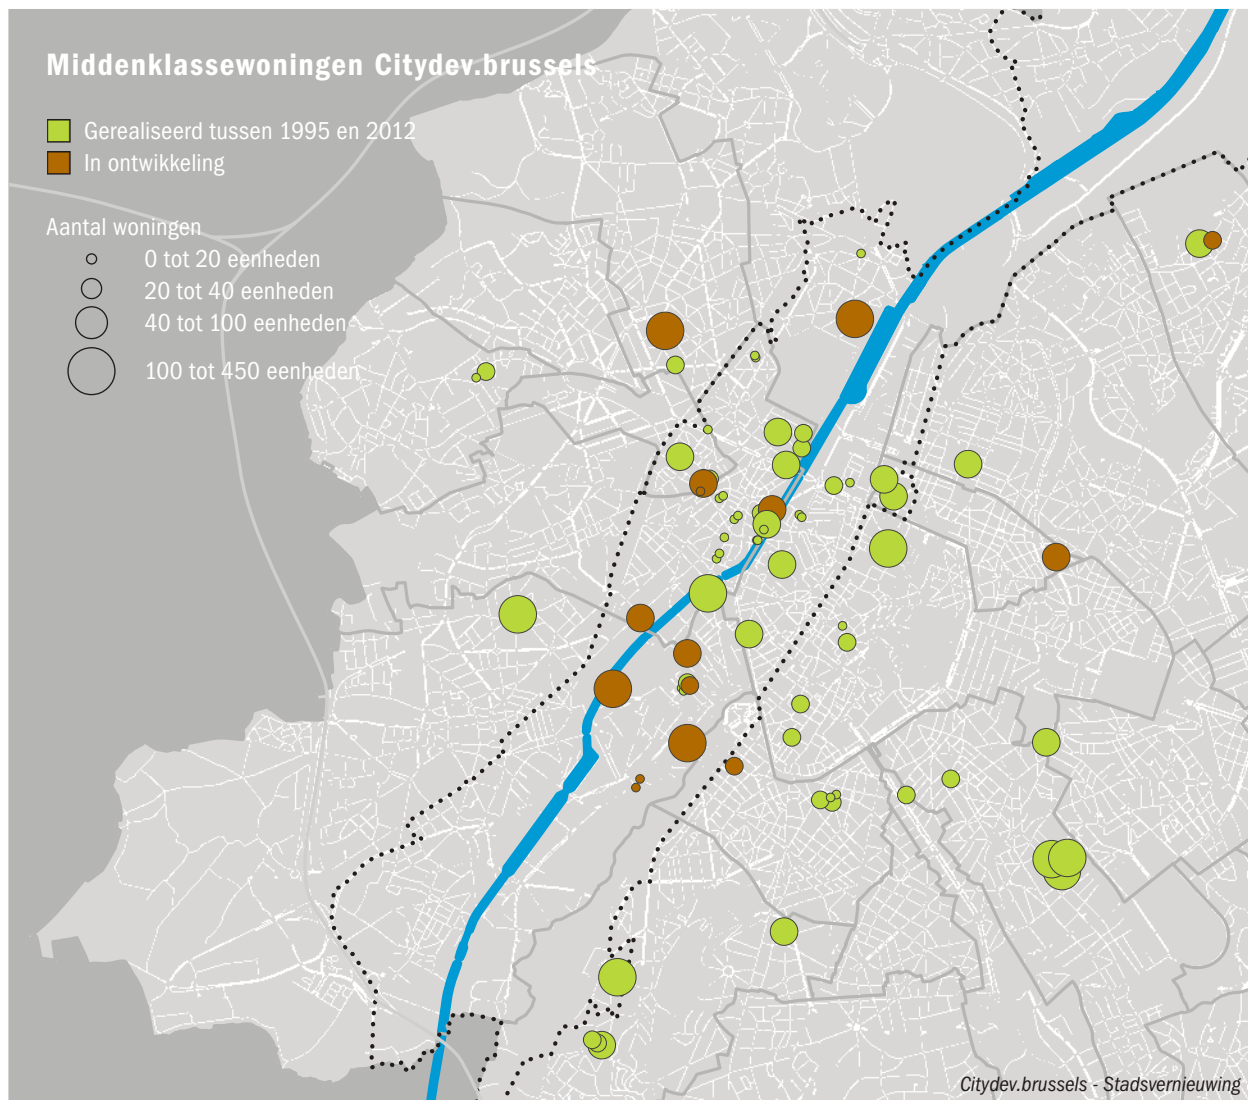 Middenklassewoningen Citydev.brussels
Gerealiseerd tussen 1995 en 2012
In ontwikkeling
Aantal woningen
0 tot 20 eenheden
20 tot 40 eenheden
40 tot 100 eenheden
100 tot 450 eenheden
Citydev.brussels - Stadsvernieuwing